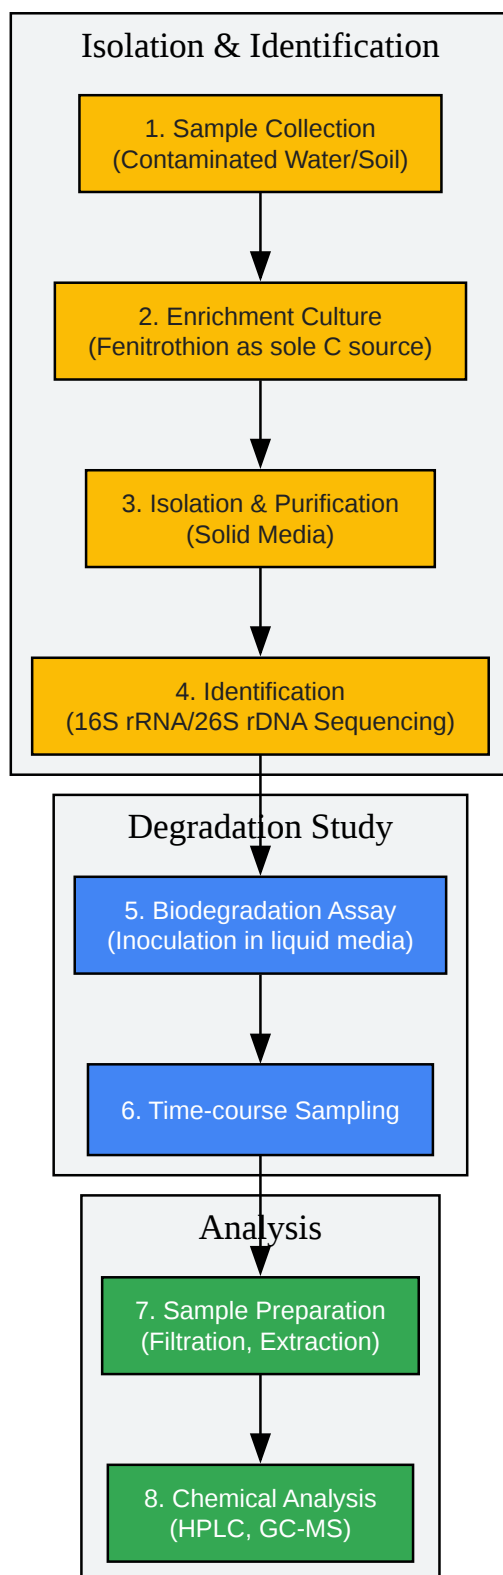 Isolation & Identification
1. Sample Collection
(Contaminated Water/Soil)
2. Enrichment Culture
(Fenitrothion as sole C source)
3. Isolation & Purification
(Solid Media)
4. Identification
(16S rRNA/26S rDNA Sequencing)
Degradation Study
5. Biodegradation Assay
(Inoculation in liquid media)
6. Time-course Sampling
Analysis
7. Sample Preparation
(Filtration, Extraction)
8. Chemical Analysis
(HPLC, GC-MS)